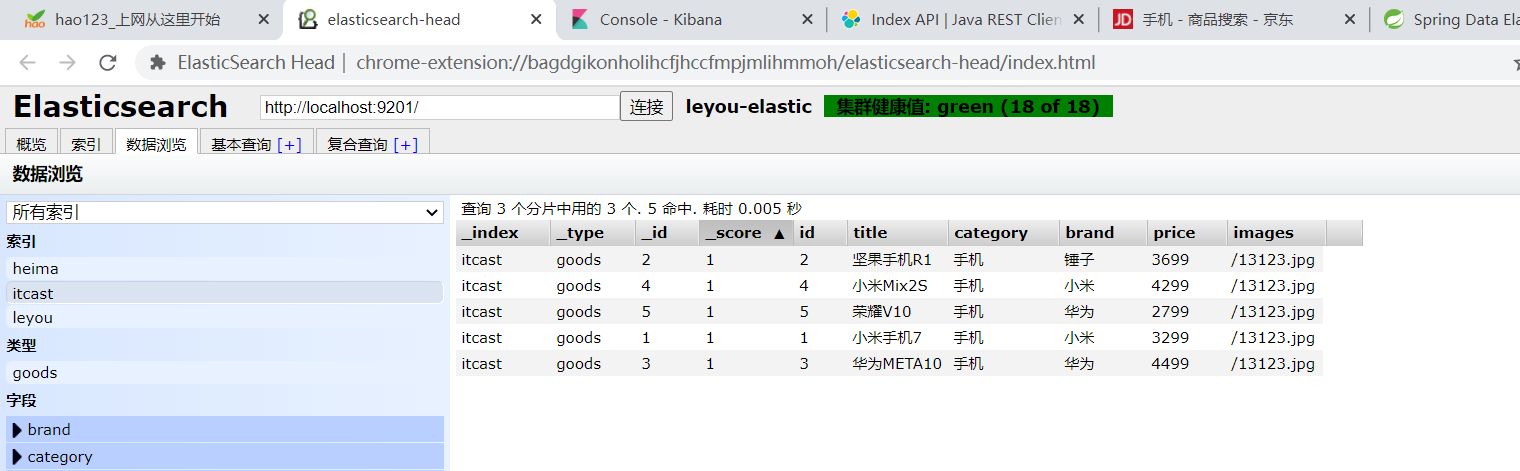 hao123_上网从这里开始 elasticsearch-head Console - Kibana Index API | Java REST Clien 手机 - 商品搜索 - 京东 Spring Data Ela
ElasticSearch Head | chrome-extension://bagdgikonholihcfjhccfmpjmlihmmoh/elasticsearch-head/index.html
Elasticsearch http://localhost:9201/ 连接 leyou-elastic 集群健康值: green (18 of 18)
概览 索引 数据浏览 基本查询 [+] 复合查询 [+]
数据浏览
所有索引
索引
heima
itcast
leyou
类型
goods
字段
brand
category
查询 3 个分片中用的 3 个. 5 命中. 耗时 0.005 秒
_index _type _id _score ▲ id title category brand price images
itcast goods 2 1 2 坚果手机R1 手机 锤子 3699 /13123.jpg
itcast goods 4 1 4 小米Mix2S 手机 小米 4299 /13123.jpg
itcast goods 5 1 5 荣耀V10 手机 华为 2799 /13123.jpg
itcast goods 1 1 1 小米手机7 手机 小米 3299 /13123.jpg
itcast goods 3 1 3 华为META10 手机 华为 4499 /13123.jpg